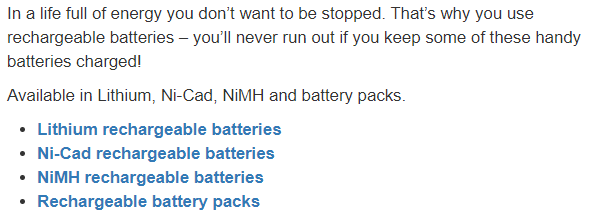 In a life full of energy you don’t want to be stopped. That’s why you use
rechargeable batteries – you’ll never run out if you keep some of these handy
batteries charged!
Available in Lithium, Ni-Cad, NiMH and battery packs.
• Lithium rechargeable batteries
• Ni-Cad rechargeable batteries
• NiMH rechargeable batteries
• Rechargeable battery packs